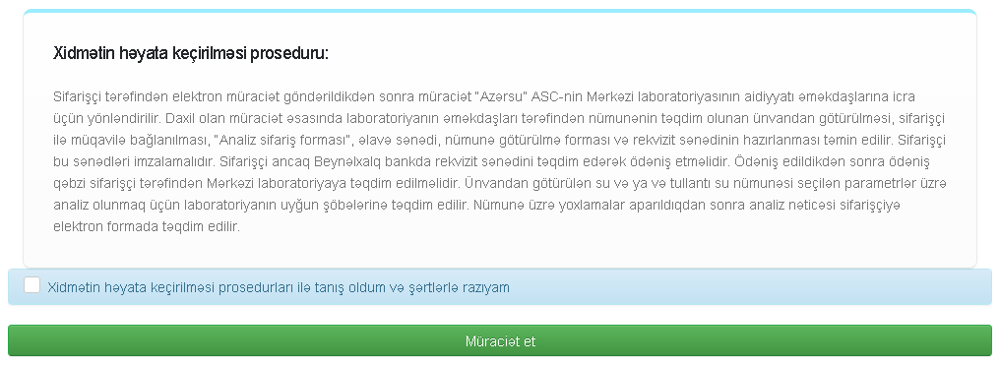 Xidmətin həyata keçirilməsi proseduru:
Sifarişçi tərəfindən elektron müraciət göndərildikdən sonra müraciət "Azərsu" ASC-nin Mərkəzi laboratoriyasının aidiyyatı əməkdaşlarına icra
üçün yönləndirilir. Daxil olan müraciət əsasında laboratoriyanın əməkdaşları tərəfindən nümunənin təqdim olunan ünvandan götürülməsi, sifarişçi
ilə müqavilə bağlanılması, "Analiz sifariş forması", əlavə sənədi, nümunə götürülmə forması və rekvizit sənədinin hazırlanması təmin edilir. Sifarişçi
bu sənədləri imzalamalıdır. Sifarişçi ancaq Beynəlxalq bankda rekvizit sənədini təqdim edərək ödəniş etməlidir. Ödəniş edildikdən sonra ödəniş
qəbzi sifarişçi tərəfindən Mərkəzi laboratoriyaya təqdim edilməlidir. Ünvandan götürülən su və ya və tullantı su nümunəsi seçilən parametrlər üzrə
analiz olunmaq üçün laboratoriyanın uyğun şöbələrinə təqdim edilir. Nümunə üzrə yoxlamalar aparıldıqdan sonra analiz nəticəsi sifarişçiyə
elektron formada təqdim edilir.
Xidmətin həyata keçirilməsi prosedurları ilə tanış oldum və şərtlərlə razıyam
Müraciət et